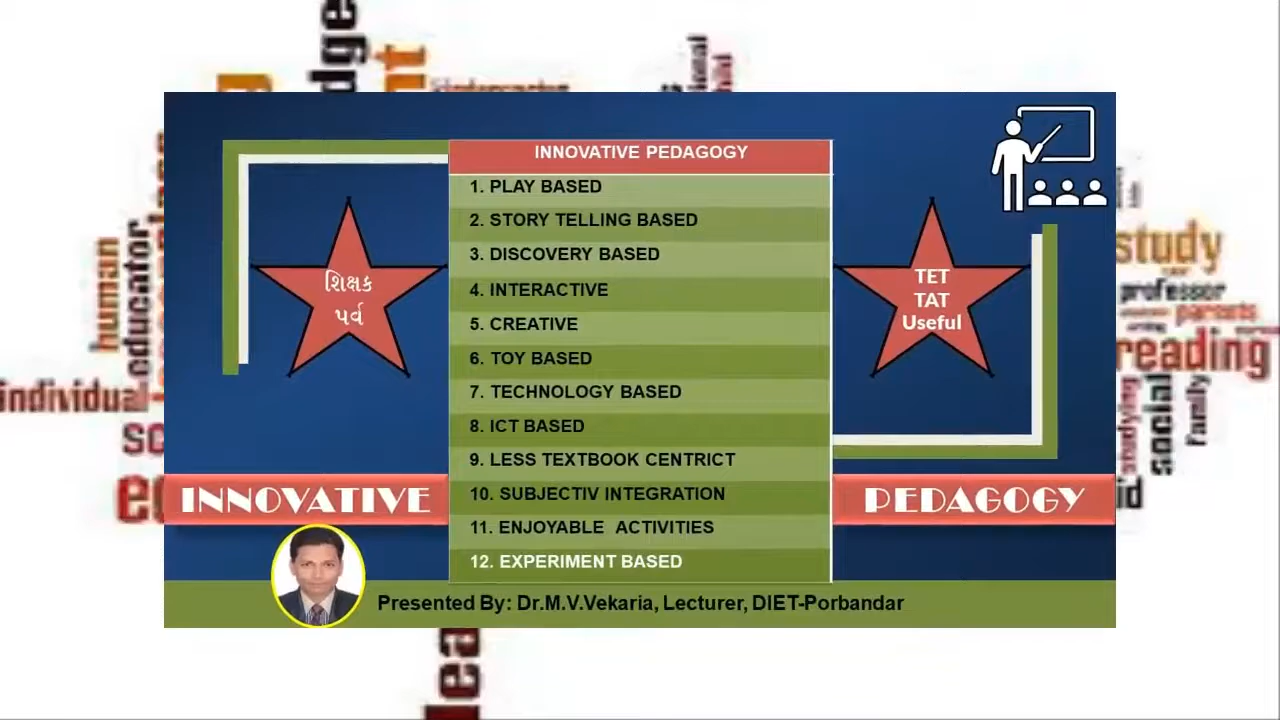 INNOVATIVE PEDAGOGY
1. PLAY BASED
2. STORY TELLING BASED
3. DISCOVERY BASED
4. INTERACTIVE
5. CREATIVE
6. TOY BASED
7. TECHNOLOGY BASED
8. ICT BASED
9. LESS TEXTBOOK CENTRICT
10. SUBJECTIV INTEGRATION
11. ENJOYABLE ACTIVITIES
12. EXPERIMENT BASED
શિક્ષક
પર્વ
TET
TAT
Useful
INNOVATIVE
PEDAGOGY
Presented By: Dr.M.V.Vekaria, Lecturer, DIET-Porbandar
human
educator
individual
study
professor
parents
reading
studying
social
Family